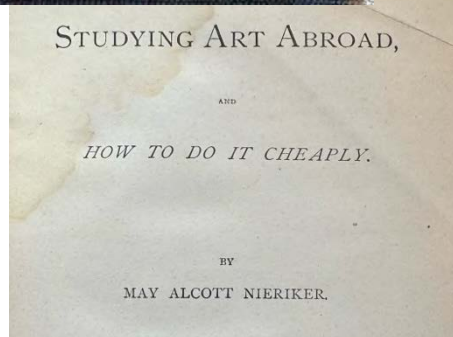 STUDYING ART ABROAD,
AND
HOW TO DO IT CHEAPLY.
BY
MAY ALCOTT NIERIKER.